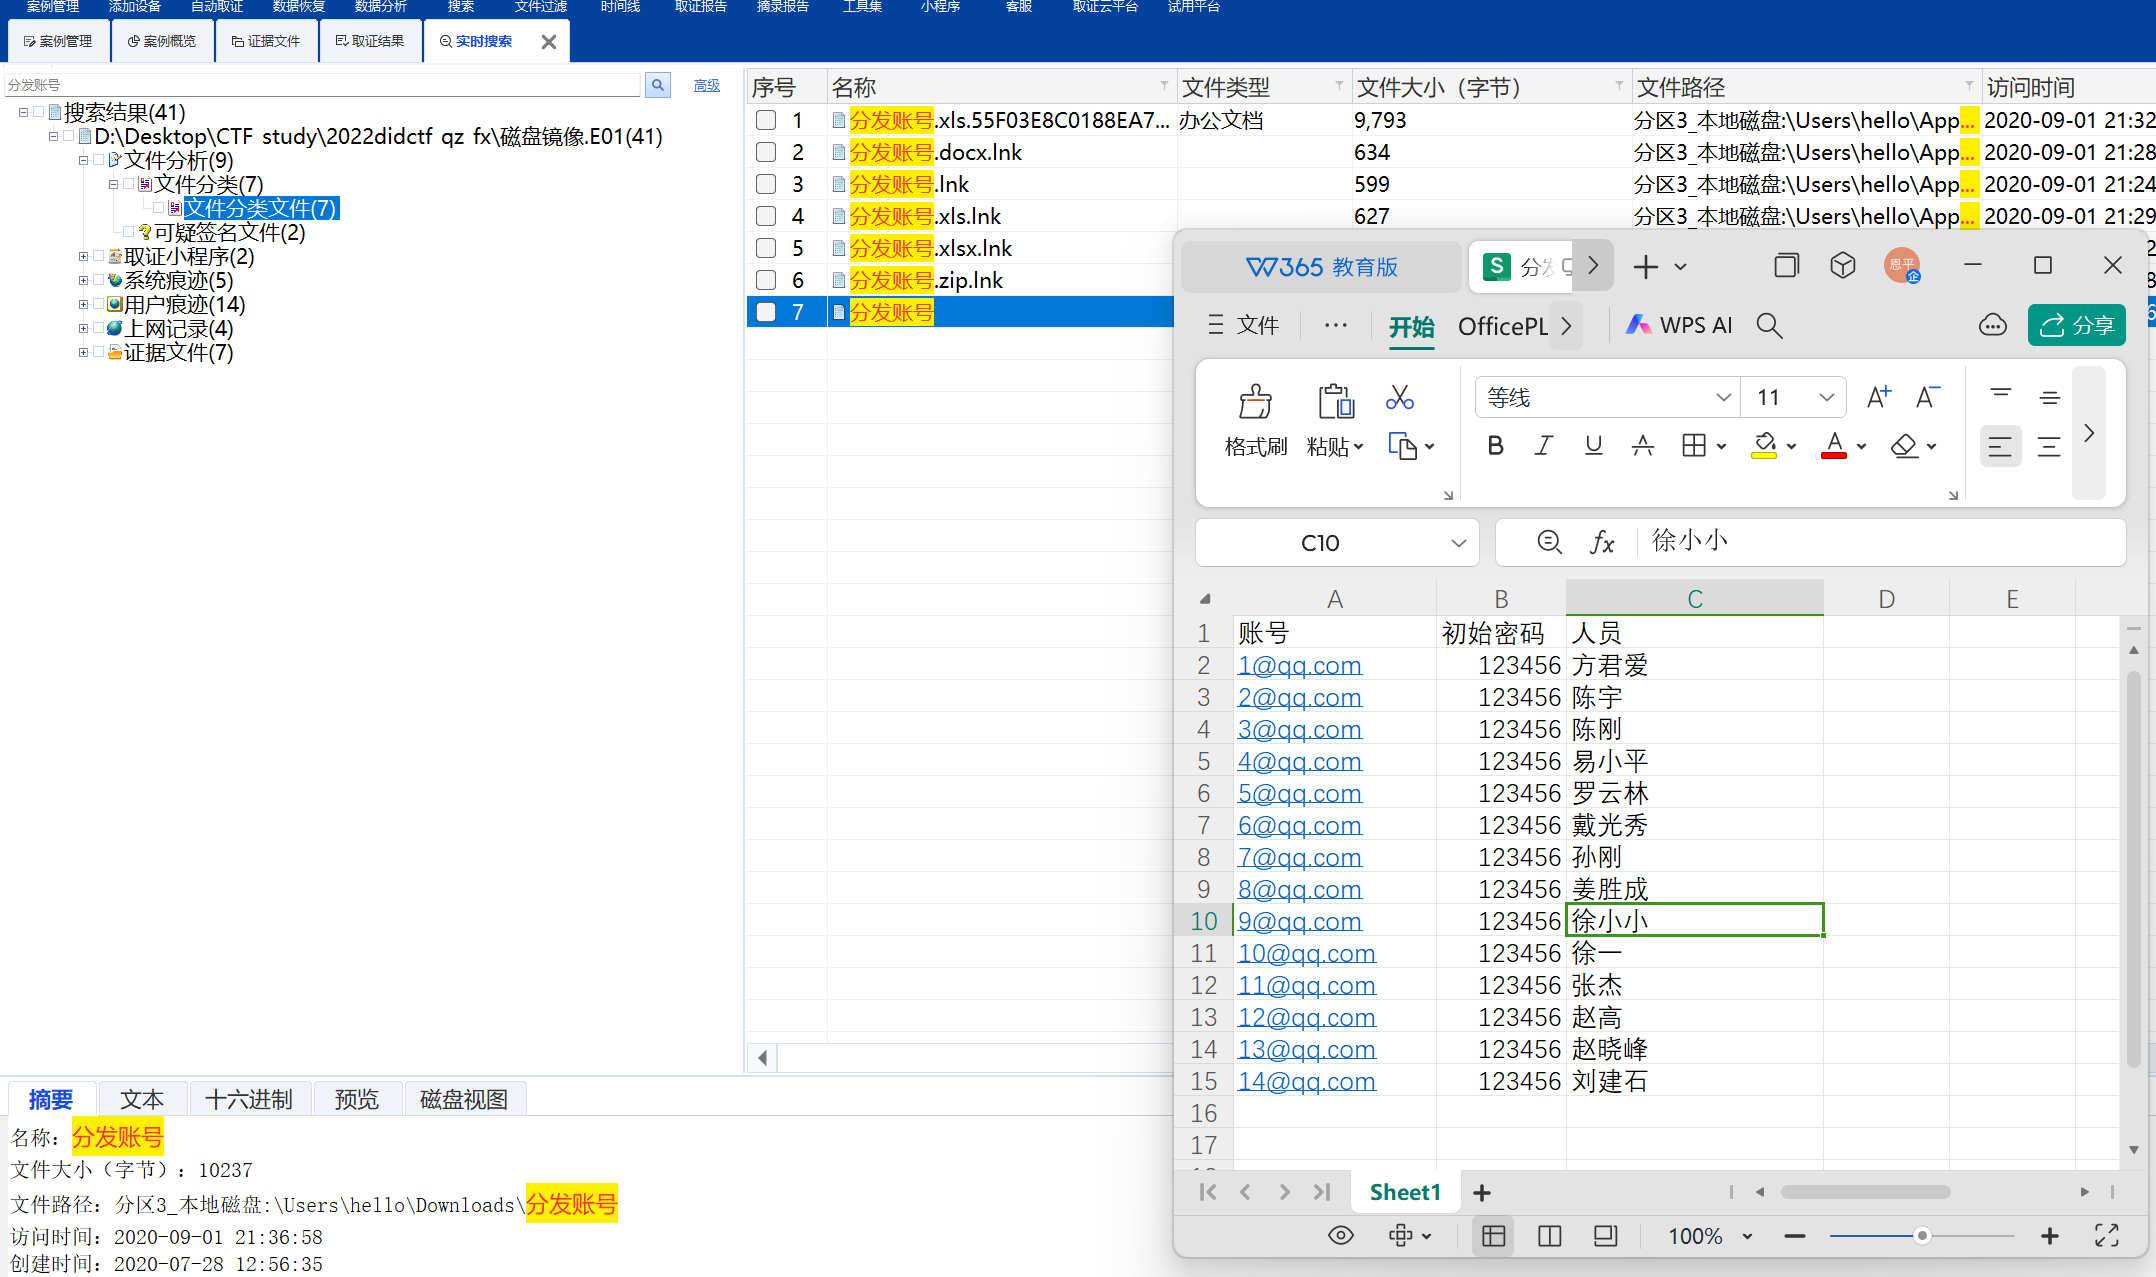 案例管理 添加设备 自动取证 数据恢复 数据分析 搜索 文件过滤 时间线 取证报告 摘录报告 工具集 小程序 客服 取证云平台 试用平台
案例管理 案例概览 证据文件 取证结果 实时搜索
分发账号 高级
搜索结果(41)
D:\Desktop\CTF study\2022didctf qz fx\磁盘镜像.E01(41)
文件分析(9)
文件分类(7)
文件分类文件(7)
可疑签名文件(2)
取证小程序(2)
系统痕迹(5)
用户痕迹(14)
上网记录(4)
证据文件(7)
序号 名称 文件类型 文件大小（字节） 文件路径 访问时间
1 分发账号.xls.55F03E8C0188EA7... 办公文档 9,793 分区3_本地磁盘:\Users\hello\App... 2020-09-01 21:32
2 分发账号.docx.lnk 634 分区3_本地磁盘:\Users\hello\App... 2020-09-01 21:28
3 分发账号.lnk 599 分区3_本地磁盘:\Users\hello\App... 2020-09-01 21:24
4 分发账号.xls.lnk 627 分区3_本地磁盘:\Users\hello\App... 2020-09-01 21:29
5 分发账号.xlsx.lnk
6 分发账号.zip.lnk
7 分发账号
365 教育版 S 分发
恩平 企
文件 ··· 开始 OfficePL WPS AI 分享
格式刷 粘贴 等线 11 A+ A−
B I U A A
C10 fx 徐小小
A B C D E
1 账号 初始密码 人员
2 1@qq.com 123456 方君爱
3 2@qq.com 123456 陈宇
4 3@qq.com 123456 陈刚
5 4@qq.com 123456 易小平
6 5@qq.com 123456 罗云林
7 6@qq.com 123456 戴光秀
8 7@qq.com 123456 孙刚
9 8@qq.com 123456 姜胜成
10 9@qq.com 123456 徐小小
11 10@qq.com 123456 徐一
12 11@qq.com 123456 张杰
13 12@qq.com 123456 赵高
14 13@qq.com 123456 赵晓峰
15 14@qq.com 123456 刘建石
16
17
Sheet1
100%
摘要 文本 十六进制 预览 磁盘视图
名称：分发账号
文件大小（字节）：10237
文件路径：分区3_本地磁盘:\Users\hello\Downloads\分发账号
访问时间：2020-09-01 21:36:58
创建时间：2020-07-28 12:56:35